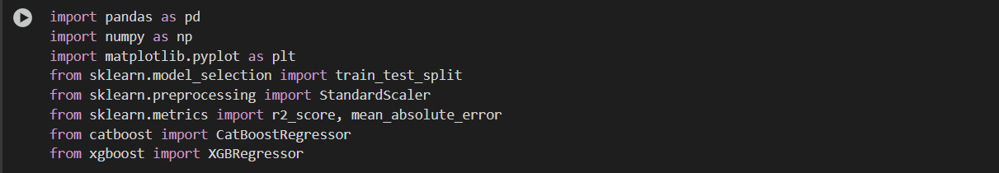 import pandas as pd
import numpy as np
import matplotlib.pyplot as plt
from sklearn.model_selection import train_test_split
from sklearn.preprocessing import StandardScaler
from sklearn.metrics import r2_score, mean_absolute_error
from catboost import CatBoostRegressor
from xgboost import XGBRegressor